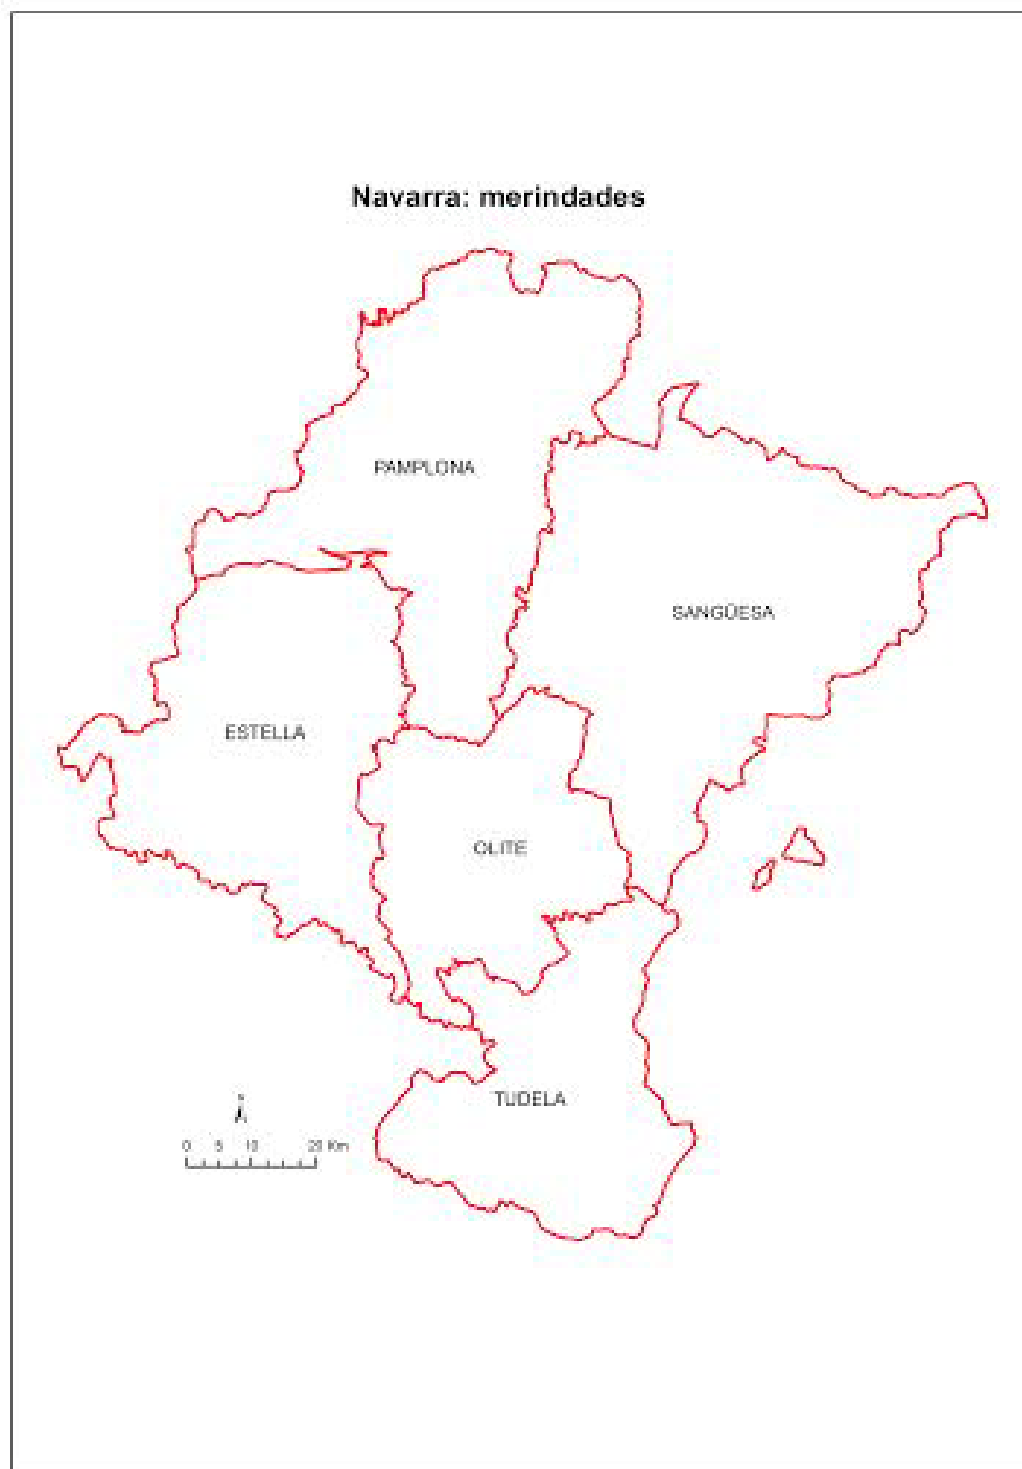 Navarra: merindades
PAMPLONA
SANGÜESA
ESTELLA
OLITE
TUDELA
0 5 10 20 Km